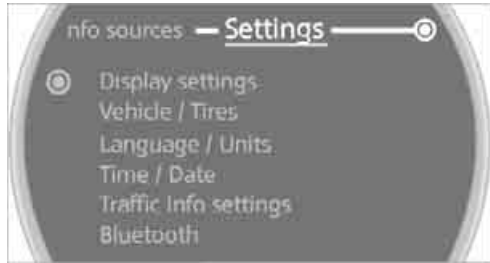 nfo sources Settings
Display settings
Vehicle / Tires
Language / Units
Time / Date
Traffic Info settings
Bluetooth